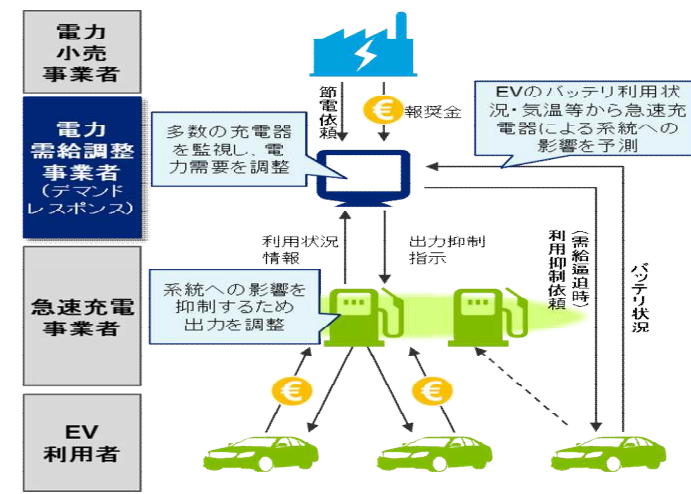 電力
小売
事業者
節電依頼
€
報奨金
EVのバッテリ利用状
況・気温等から急速充
電器による系統への
影響を予測
電力
需給調整
事業者
(デマンド
レスポンス)
多数の充電器
を監視し、電
力需要を調整
利用状況
情報
出力抑制
指示
(需給逼迫時)
利用抑制依頼
バッテリ状況
急速充電
事業者
系統への影響を
抑制するため
出力を調整
€
€
EV
利用者